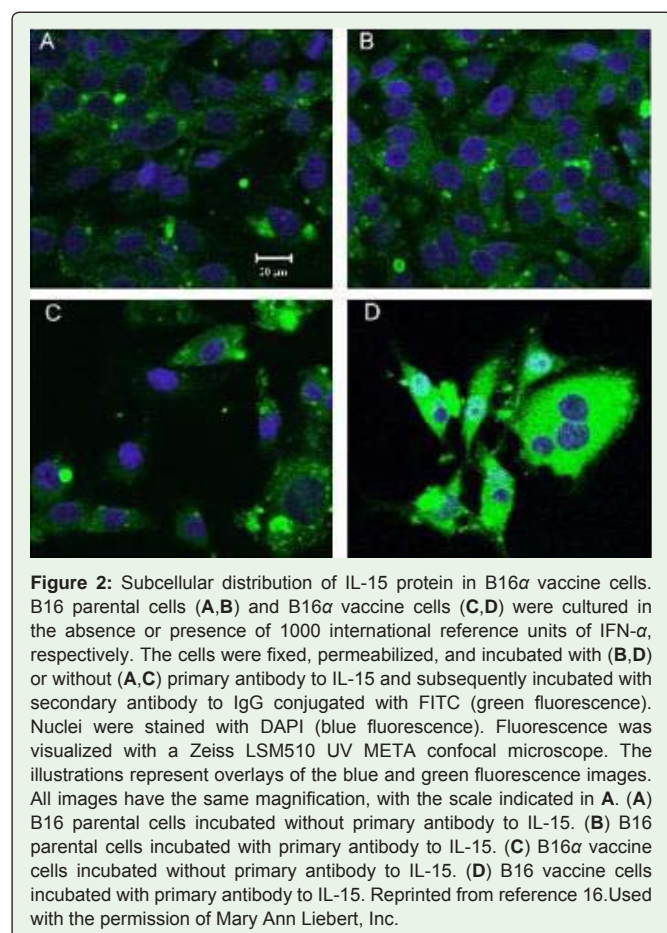 A
B
20 μm
C
D
Figure 2: Subcellular distribution of IL-15 protein in B16α vaccine cells.
B16 parental cells (A,B) and B16α vaccine cells (C,D) were cultured in
the absence or presence of 1000 international reference units of IFN-α,
respectively. The cells were fixed, permeabilized, and incubated with (B,D)
or without (A,C) primary antibody to IL-15 and subsequently incubated with
secondary antibody to IgG conjugated with FITC (green fluorescence).
Nuclei were stained with DAPI (blue fluorescence). Fluorescence was
visualized with a Zeiss LSM510 UV META confocal microscope. The
illustrations represent overlays of the blue and green fluorescence images.
All images have the same magnification, with the scale indicated in A. (A)
B16 parental cells incubated without primary antibody to IL-15. (B) B16
parental cells incubated with primary antibody to IL-15. (C) B16α vaccine
cells incubated without primary antibody to IL-15. (D) B16 vaccine cells
incubated with primary antibody to IL-15. Reprinted from reference 16.Used
with the permission of Mary Ann Liebert, Inc.